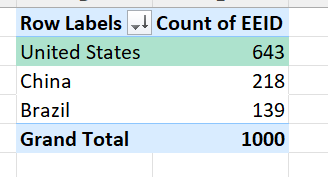 Row Labels Count of EEID
United States 643
China 218
Brazil 139
Grand Total 1000